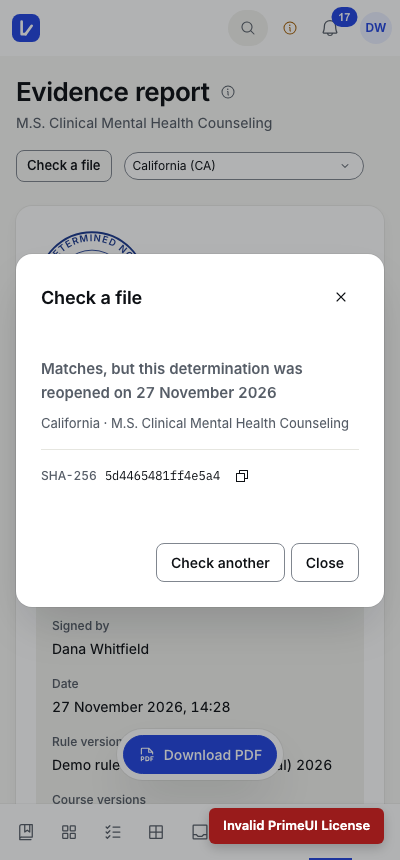 17
DW
Evidence report
M.S. Clinical Mental Health Counseling
Check a file
California (CA)
ETERMINED NO
Check a file
Matches, but this determination was
reopened on 27 November 2026
California · M.S. Clinical Mental Health Counseling
SHA-256 5d4465481ff4e5a4
Check another
Close
Signed by
Dana Whitfield
Date
27 November 2026, 14:28
Rule version
Demo rule
2026
PDF
Download PDF
Course versions
Invalid PrimeUI License